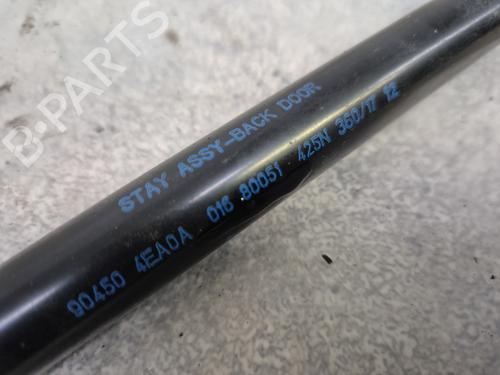 B-Parts
STAY ASSY-BACK DOOR
90450 4EA0A 016 80051 425N 360/17 12